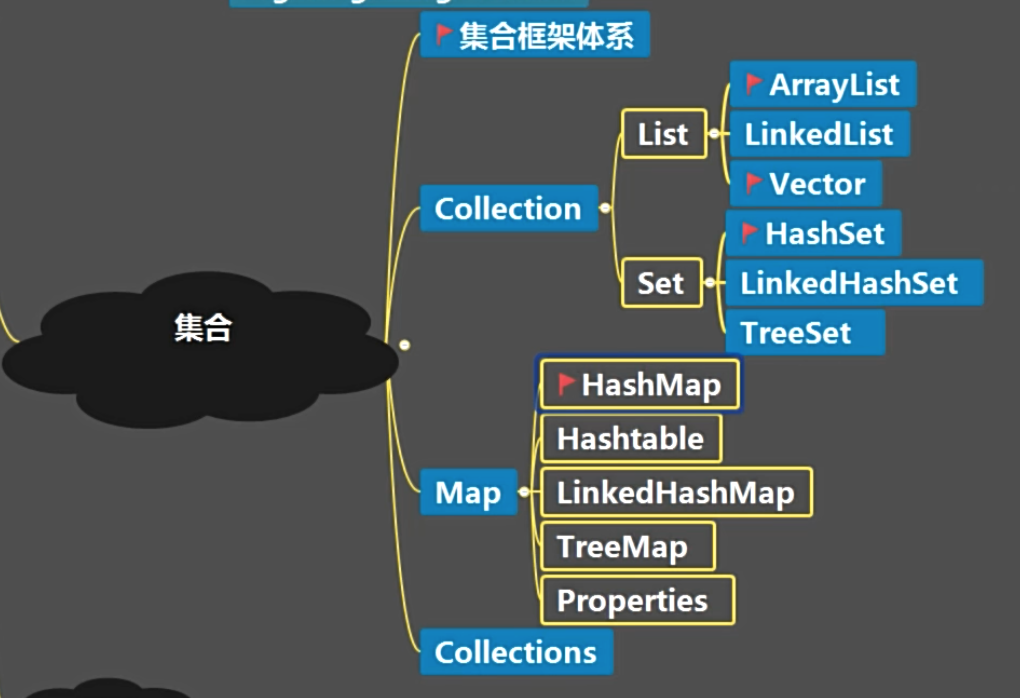 集合
集合框架体系
Collection
List
ArrayList
LinkedList
Vector
Set
HashSet
LinkedHashSet
TreeSet
Map
HashMap
Hashtable
LinkedHashMap
TreeMap
Properties
Collections